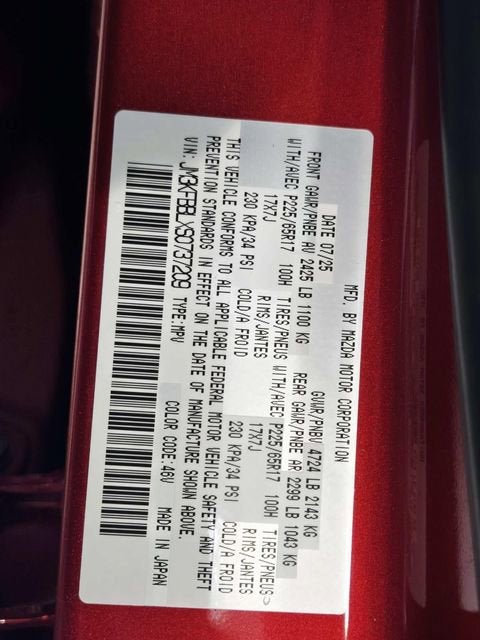 MFD. BY MAZDA MOTOR CORPORATION
DATE 07/25 GVWR/PNBV 4724 LB 2143 KG
FRONT GAWR/PNBE AV 2425 LB 1100 KG REAR GAWR/PNBE AR 2299 LB 1043 KG
WITH/AVEC P225/65R17 100H TIRES/PNEUS WITH/AVEC P225/65R17 100H TIRES/PNEUS>
17X7J RIMS/JANTES 17X7J RIMS/JANTES
230 KPA/34 PSI COLD/A FROID 230 KPA/34 PSI COLD/A FROID
THIS VEHICLE CONFORMS TO ALL APPLICABLE FEDERAL MOTOR VEHICLE SAFETY AND THEFT
PREVENTION STANDARDS IN EFFECT ON THE DATE OF MANUFACTURE SHOWN ABOVE.
VIN: JM3KFBBLXS0737269 TYPE:MPV COLOR CODE:46V MADE IN JAPAN